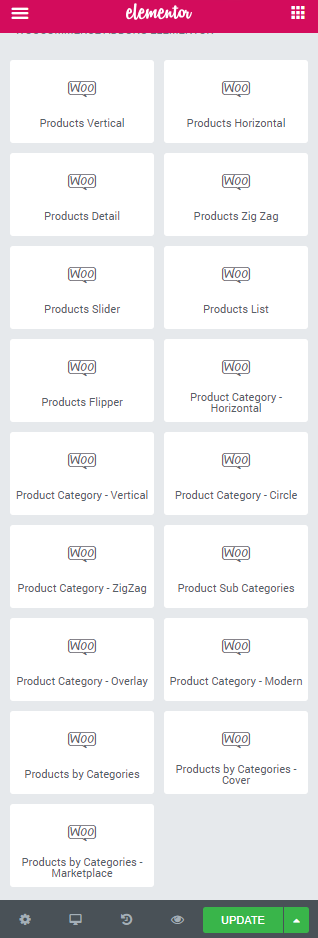 elementor
Woo Woo
Products Vertical Products Horizontal
Woo Woo
Products Detail Products Zig Zag
Woo Woo
Products Slider Products List
Woo Woo
Products Flipper Product Category -
Horizontal
Woo Woo
Product Category - Vertical Product Category - Circle
Woo Woo
Product Category - ZigZag Product Sub Categories
Woo Woo
Product Category - Overlay Product Category - Modern
Woo Woo
Products by Categories Products by Categories -
Cover
Woo
Products by Categories -
Marketplace
UPDATE